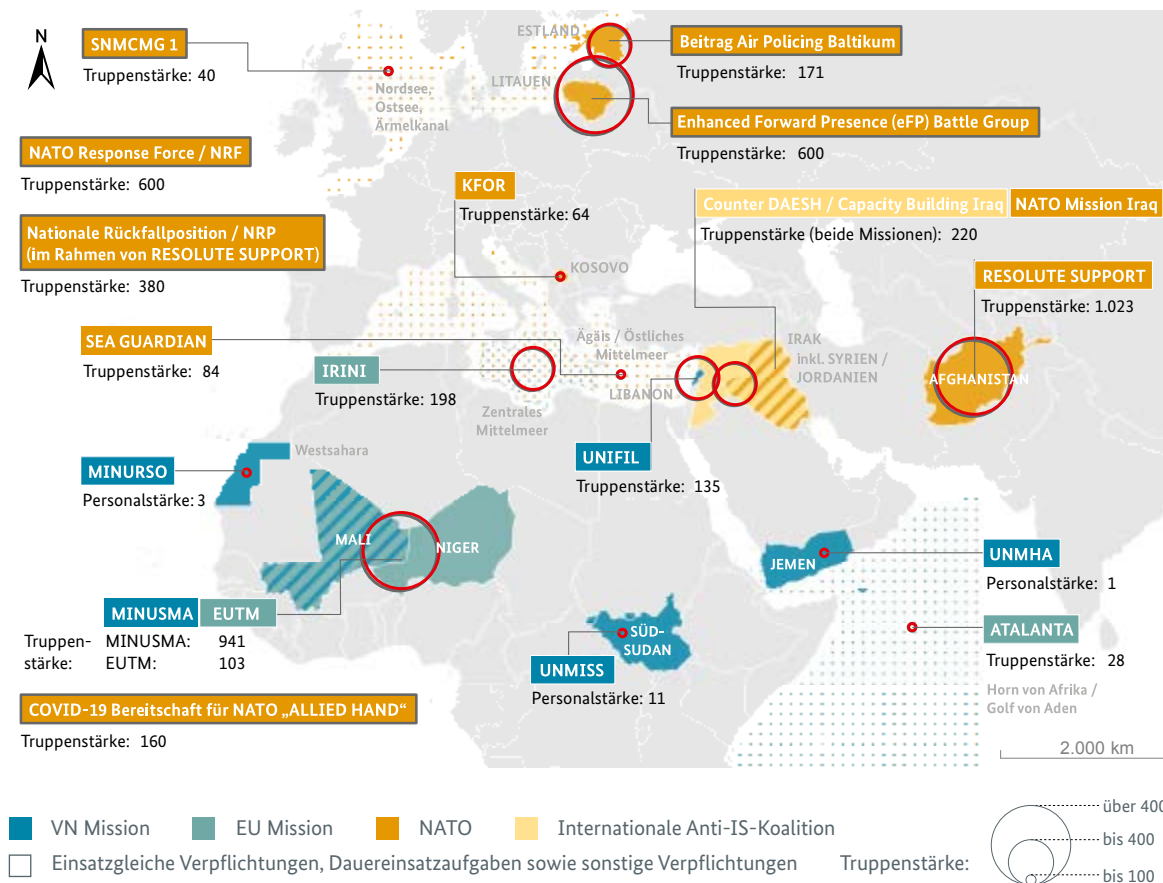 N
SNMCMG 1
Truppenstärke: 40
Nordsee,
Ostsee,
Ärmelkanal
ESTLAND
Beitrag Air Policing Baltikum
Truppenstärke: 171
LITAUEN
Enhanced Forward Presence (eFP) Battle Group
Truppenstärke: 600
NATO Response Force / NRF
Truppenstärke: 600
KFOR
Truppenstärke: 64
KOSOVO
Counter DAESH / Capacity Building Iraq
NATO Mission Iraq
Truppenstärke (beide Missionen): 220
Nationale Rückfallposition / NRP
(im Rahmen von RESOLUTE SUPPORT)
Truppenstärke: 380
RESOLUTE SUPPORT
Truppenstärke: 1.023
AFGHANISTAN
SEA GUARDIAN
Truppenstärke: 84
Ägäis / Östliches
Mittelmeer
IRAK
inkl. SYRIEN /
JORDANIEN
IRINI
Truppenstärke: 198
Zentrales
Mittelmeer
LIBANON
UNIFIL
Truppenstärke: 135
Westsahara
MINURSO
Personalstärke: 3
MALI
NIGER
JEMEN
UNMHA
Personalstärke: 1
MINUSMA
EUTM
Truppen-
stärke:
MINUSMA: 941
EUTM: 103
SÜD-
SUDAN
UNMISS
Personalstärke: 11
ATALANTA
Truppenstärke: 28
Horn von Afrika /
Golf von Aden
COVID-19 Bereitschaft für NATO „ALLIED HAND“
Truppenstärke: 160
2.000 km
VN Mission
EU Mission
NATO
Internationale Anti-IS-Koalition
Einsatzgleiche Verpflichtungen, Dauereinsatzaufgaben sowie sonstige Verpflichtungen
Truppenstärke:
über 400
bis 400
bis 100